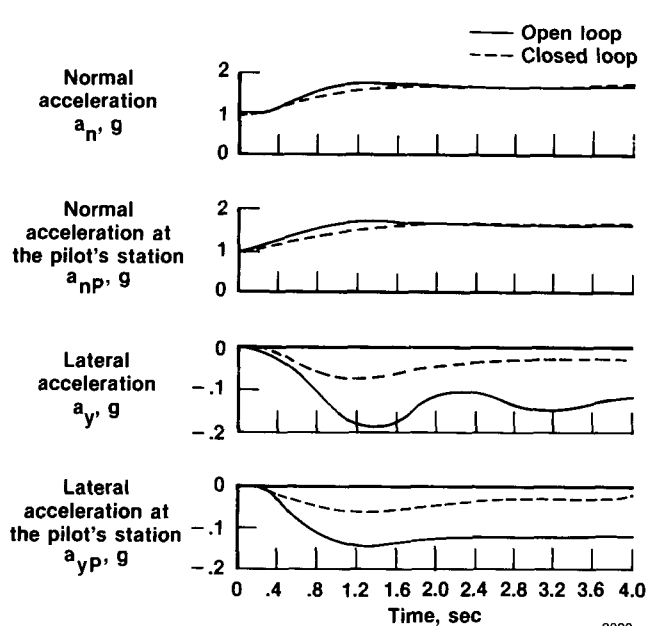 Open loop
Closed loop
Normal
acceleration
an, g
2
1
0
Normal
acceleration at
the pilot's station
anP, g
2
1
0
Lateral
acceleration
ay, g
0
-.1
-.2
Lateral
acceleration at
the pilot's station
ayP, g
0
-.1
-.2
0 .4 .8 1.2 1.6 2.0 2.4 2.8 3.2 3.6 4.0
Time, sec